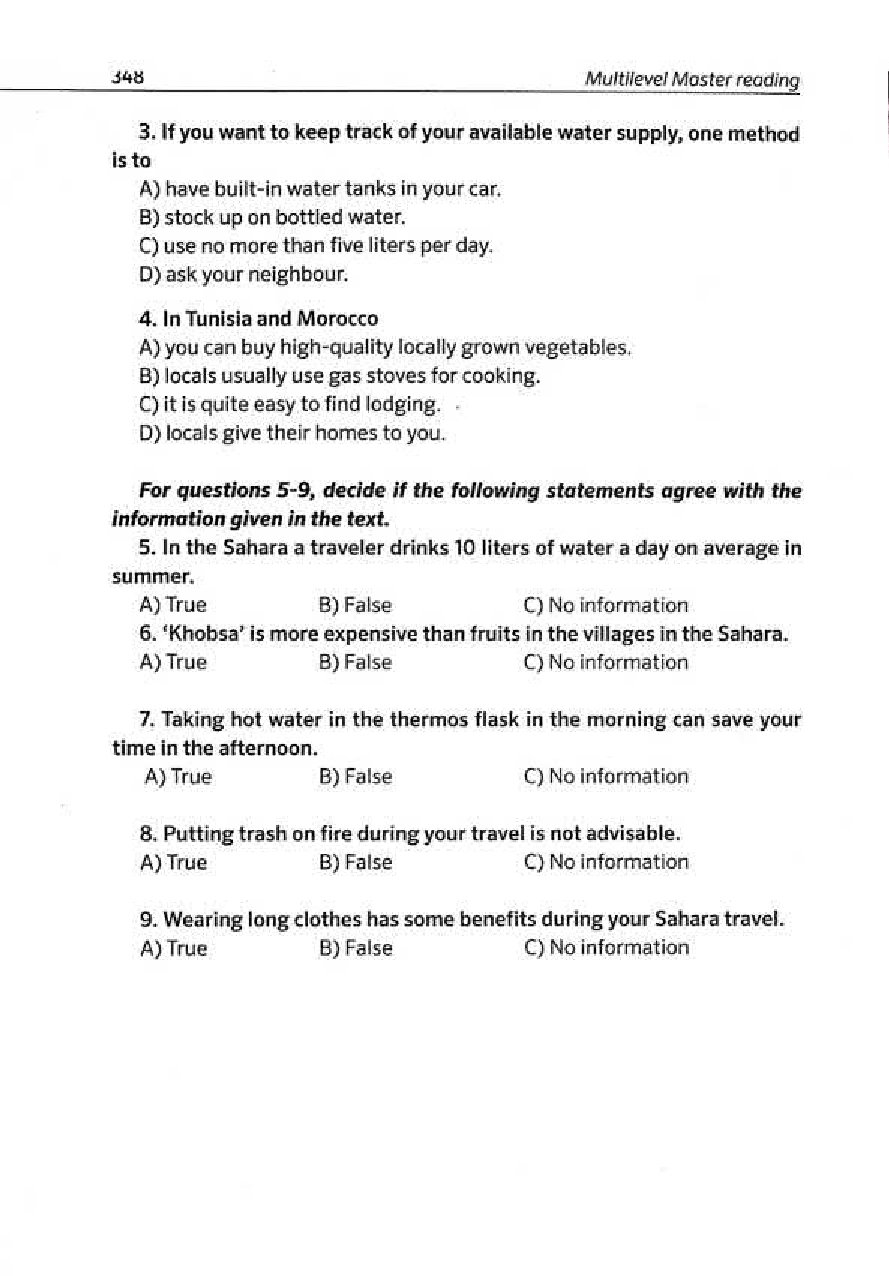 348 Multilevel Master reading
3. If you want to keep track of your available water supply, one method
is to
A) have built-in water tanks in your car.
B) stock up on bottled water.
C) use no more than five liters per day.
D) ask your neighbour.
4. In Tunisia and Morocco
A) you can buy high-quality locally grown vegetables.
B) locals usually use gas stoves for cooking.
C) it is quite easy to find lodging.
D) locals give their homes to you.
For questions 5-9, decide if the following statements agree with the
information given in the text.
5. In the Sahara a traveler drinks 10 liters of water a day on average in
summer.
A) True B) False C) No information
6. ‘Khobsa’ is more expensive than fruits in the villages in the Sahara.
A) True B) False C) No information
7. Taking hot water in the thermos flask in the morning can save your
time in the afternoon.
A) True B) False C) No information
8. Putting trash on fire during your travel is not advisable.
A) True B) False C) No information
9. Wearing long clothes has some benefits during your Sahara travel.
A) True B) False C) No information